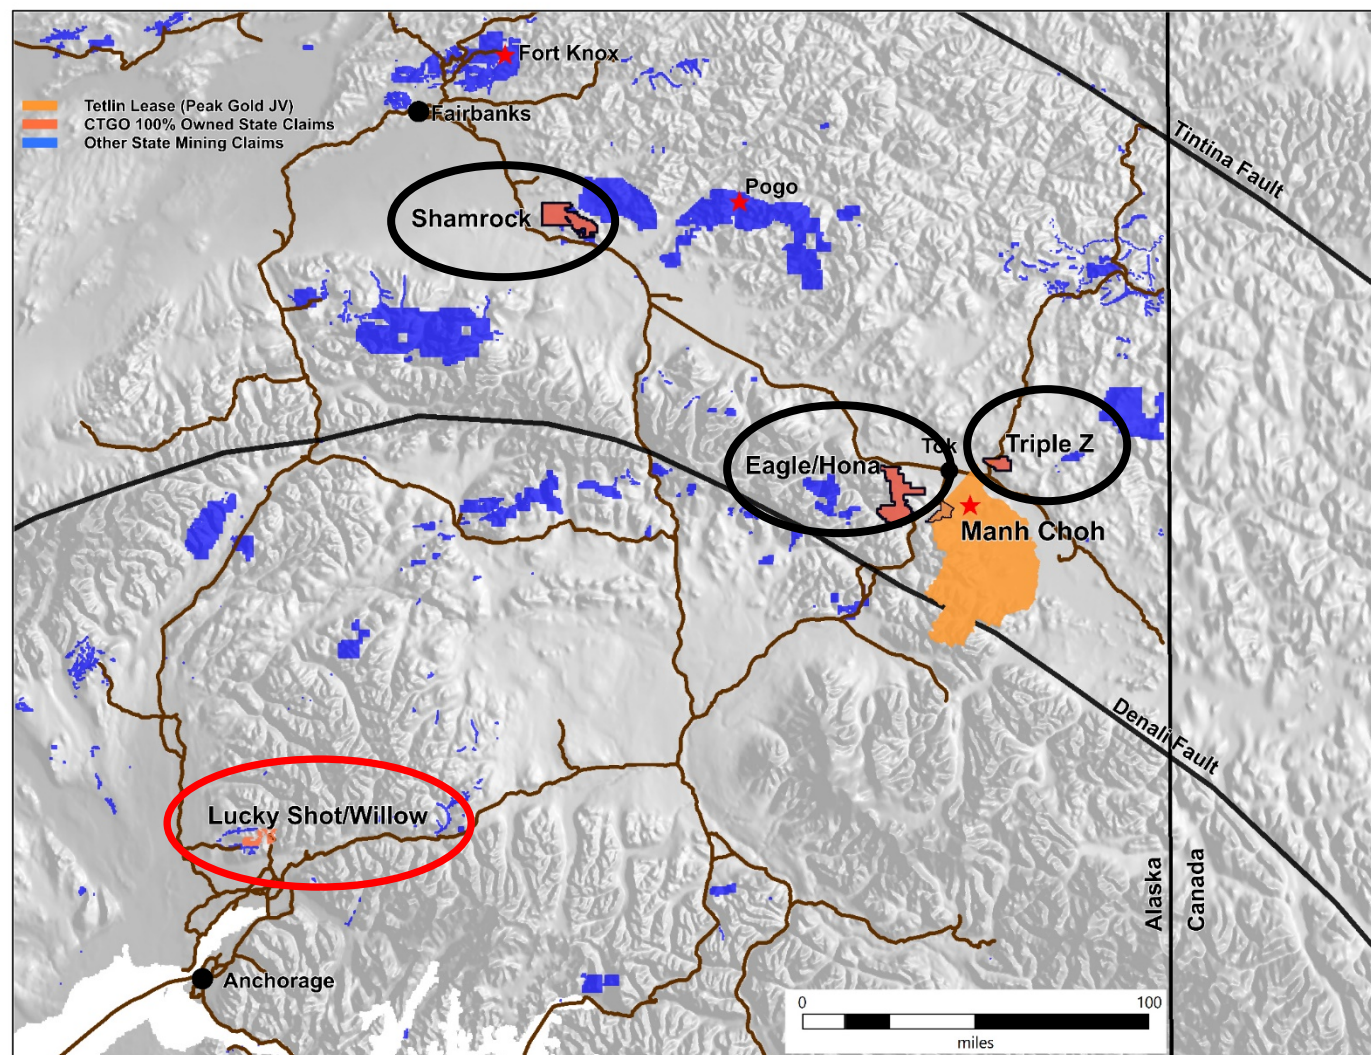 Fort Knox
Tetlin Lease (Peak Gold JV)
CTGO 100% Owned State Claims
Other State Mining Claims
Fairbanks
Tintina Fault
Pogo
Shamrock
Tok
Triple Z
Eagle/Hona
Manh Choh
Denali Fault
Lucky Shot/Willow
Alaska
Canada
Anchorage
0 100
miles